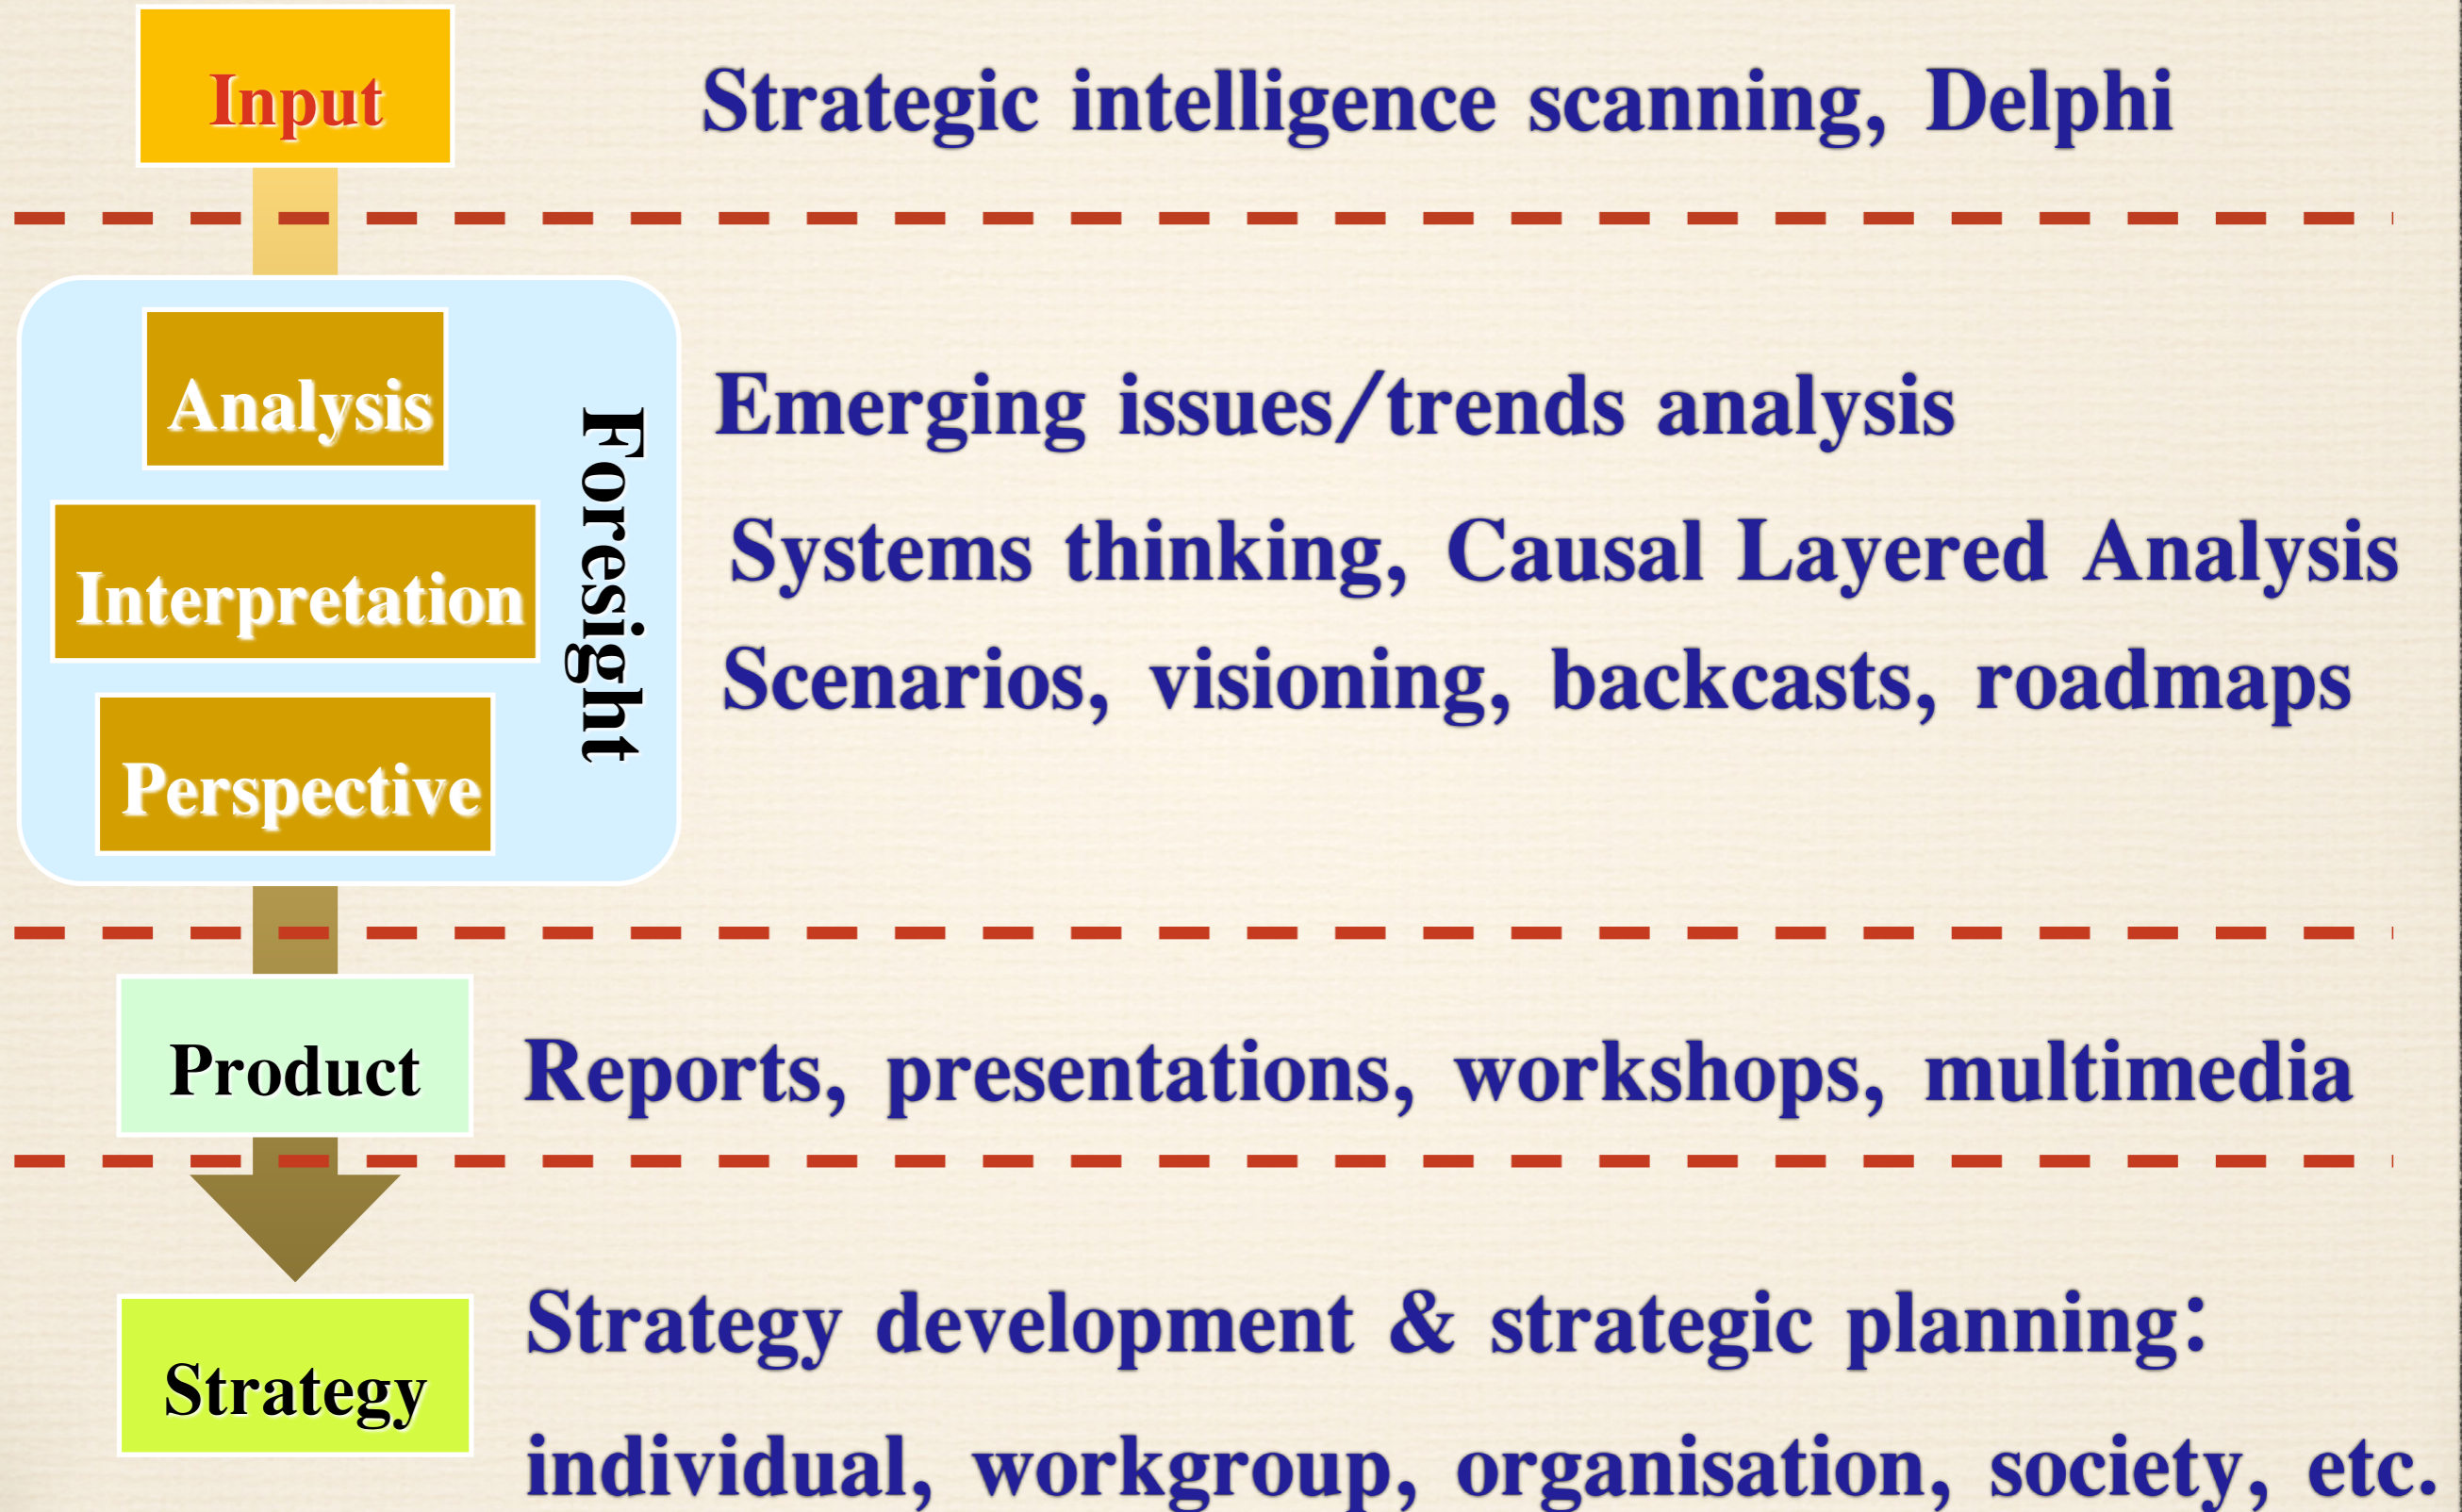 Input
Strategic intelligence scanning, Delphi
Foresight
Analysis
Emerging issues/trends analysis
Interpretation
Systems thinking, Causal Layered Analysis
Perspective
Scenarios, visioning, backcasts, roadmaps
Product
Reports, presentations, workshops, multimedia
Strategy
Strategy development & strategic planning:
individual, workgroup, organisation, society, etc.